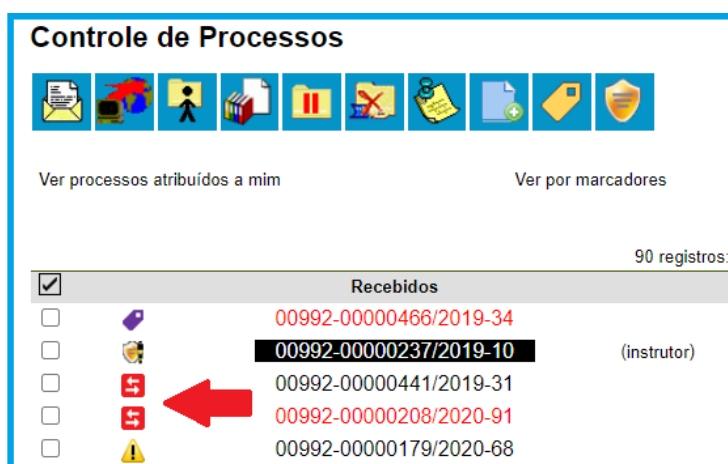 Controle de Processos
Ver processos atribuídos a mim Ver por marcadores
90 registros:
Recebidos
00992-00000466/2019-34
00992-00000237/2019-10 (instrutor)
00992-00000441/2019-31
00992-00000208/2020-91
00992-00000179/2020-68